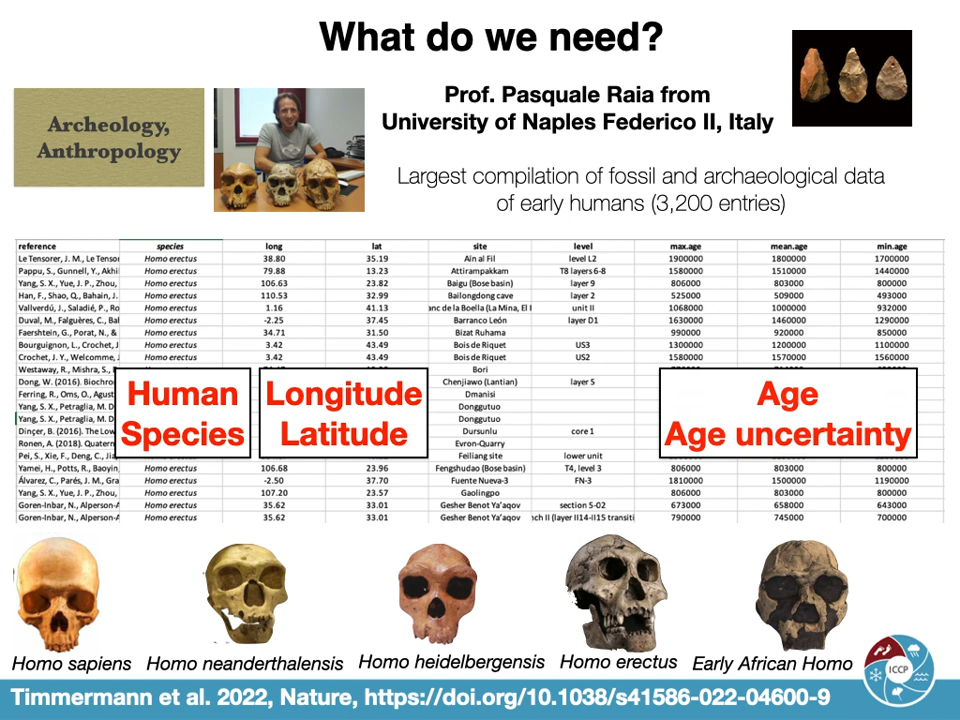 What do we need?
Archeology,
Anthropology
Prof. Pasquale Raia from
University of Naples Federico II, Italy
Largest compilation of fossil and archaeological data
of early humans (3,200 entries)
reference species long lat site level max.age mean.age min.age
Le Tensorer, J. M., Le Tensor Homo erectus 38.80 35.19 Ain al Fil level L2 1900000 1800000 1700000
Pappu, S., Gunnell, Y., Akhil Homo erectus 79.88 13.23 Attirampakkam T8 layers 6-8 1580000 1510000 1440000
Yang, S. X., Yue, J. P., Zhou, Homo erectus 106.63 23.82 Baigu (Bose basin) layer 9 806000 803000 800000
Han, F., Shao, Q., Bahain, J. Homo erectus 110.53 32.99 Bailongdong cave layer 2 525000 509000 493000
Vallverdú, J., Saladié, P., Ro Homo erectus 1.16 41.13 anc de la Boella (La Mina, El unit II 1068000 1000000 932000
Duval, M., Falguères, C., Bal Homo erectus -2.25 37.45 Barranco León layer D1 1630000 1460000 1290000
Faershtein, G., Porat, N., & Homo erectus 34.71 31.50 Bizat Ruhama 990000 920000 850000
Bourguignon, L., Crochet, J Homo erectus 3.42 43.49 Bois de Riquet US3 1300000 1200000 1100000
Crochet, J. Y., Welcomme, J Homo erectus 3.42 43.49 Bois de Riquet US2 1580000 1570000 1560000
Westaway, R., Mishra, S., Bori
Dong, W. (2016). Biochro Chenjiawo (Lantian) layer 5
Ferring, R., Oms, O., Agust Dmanisi
Yang, S. X., Petraglia, M. D Donggutuo
Yang, S. X., Petraglia, M. D Donggutuo
Dinçer, B. (2016). The Low Dursunlu core 1
Ronen, A. (2018). Quatern Evron-Quarry
Pei, S., Xie, F., Deng, C., Jia Feiliang site lower unit
Human
Species
Longitude
Latitude
Age
Age uncertainty
Yamei, H., Potts, R., Baoyin, Homo erectus 106.68 23.96 Fengshudao (Bose basin) T4, level 3 806000 803000 800000
Álvarez, C., Parés, J. M., Gra Homo erectus -2.50 37.70 Fuente Nueva-3 FN-3 1810000 1500000 1190000
Yang, S. X., Yue, J. P., Zhou, Homo erectus 107.20 23.57 Gaolingpo 806000 803000 800000
Goren-Inbar, N., Alperson-A Homo erectus 35.62 33.01 Gesher Benot Ya'aqov section 5-02 673000 658000 643000
Goren-Inbar, N., Alperson-A Homo erectus 35.62 33.01 Gesher Benot Ya'aqov nch II (layer II14-II15 transiti 790000 745000 700000
Homo sapiens Homo neanderthalensis Homo heidelbergensis Homo erectus Early African Homo
ICCP
Timmermann et al. 2022, Nature, https://doi.org/10.1038/s41586-022-04600-9